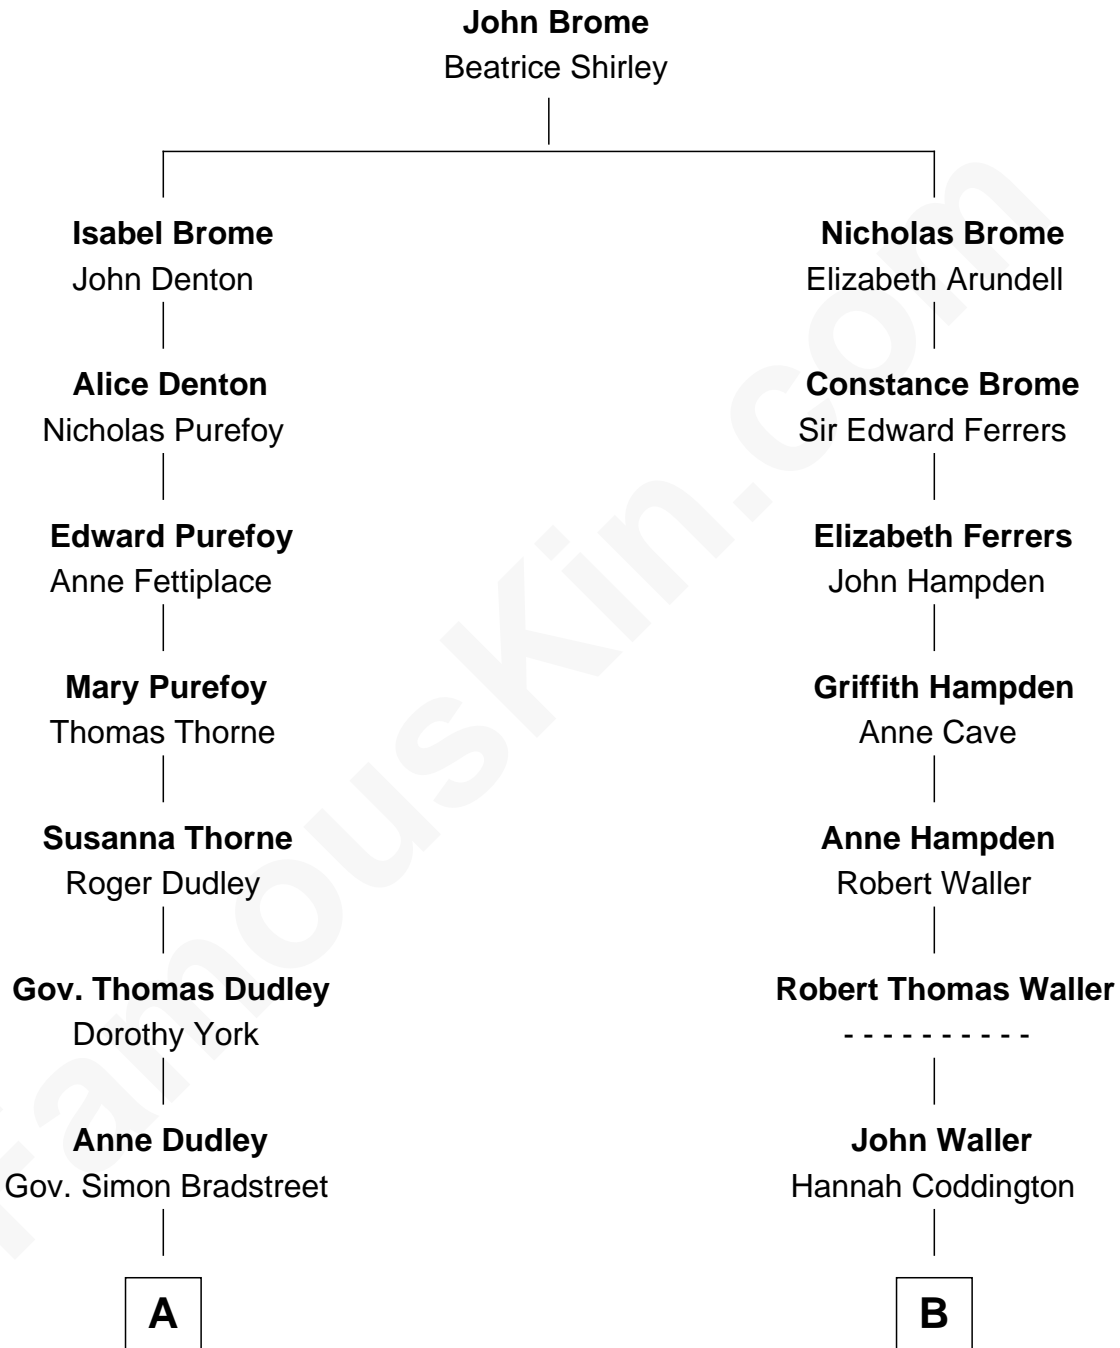 John Brome
Beatrice Shirley
Isabel Brome
John Denton
Alice Denton
Nicholas Purefoy
Edward Purefoy
Anne Fettiplace
Mary Purefoy
Thomas Thorne
Susanna Thorne
Roger Dudley
Gov. Thomas Dudley
Dorothy York
Anne Dudley
Gov. Simon Bradstreet
A
Nicholas Brome
Elizabeth Arundell
Constance Brome
Sir Edward Ferrers
Elizabeth Ferrers
John Hampden
Griffith Hampden
Anne Cave
Anne Hampden
Robert Waller
Robert Thomas Waller
- - - - - - - - - -
John Waller
Hannah Coddington
B
FamousKin.com